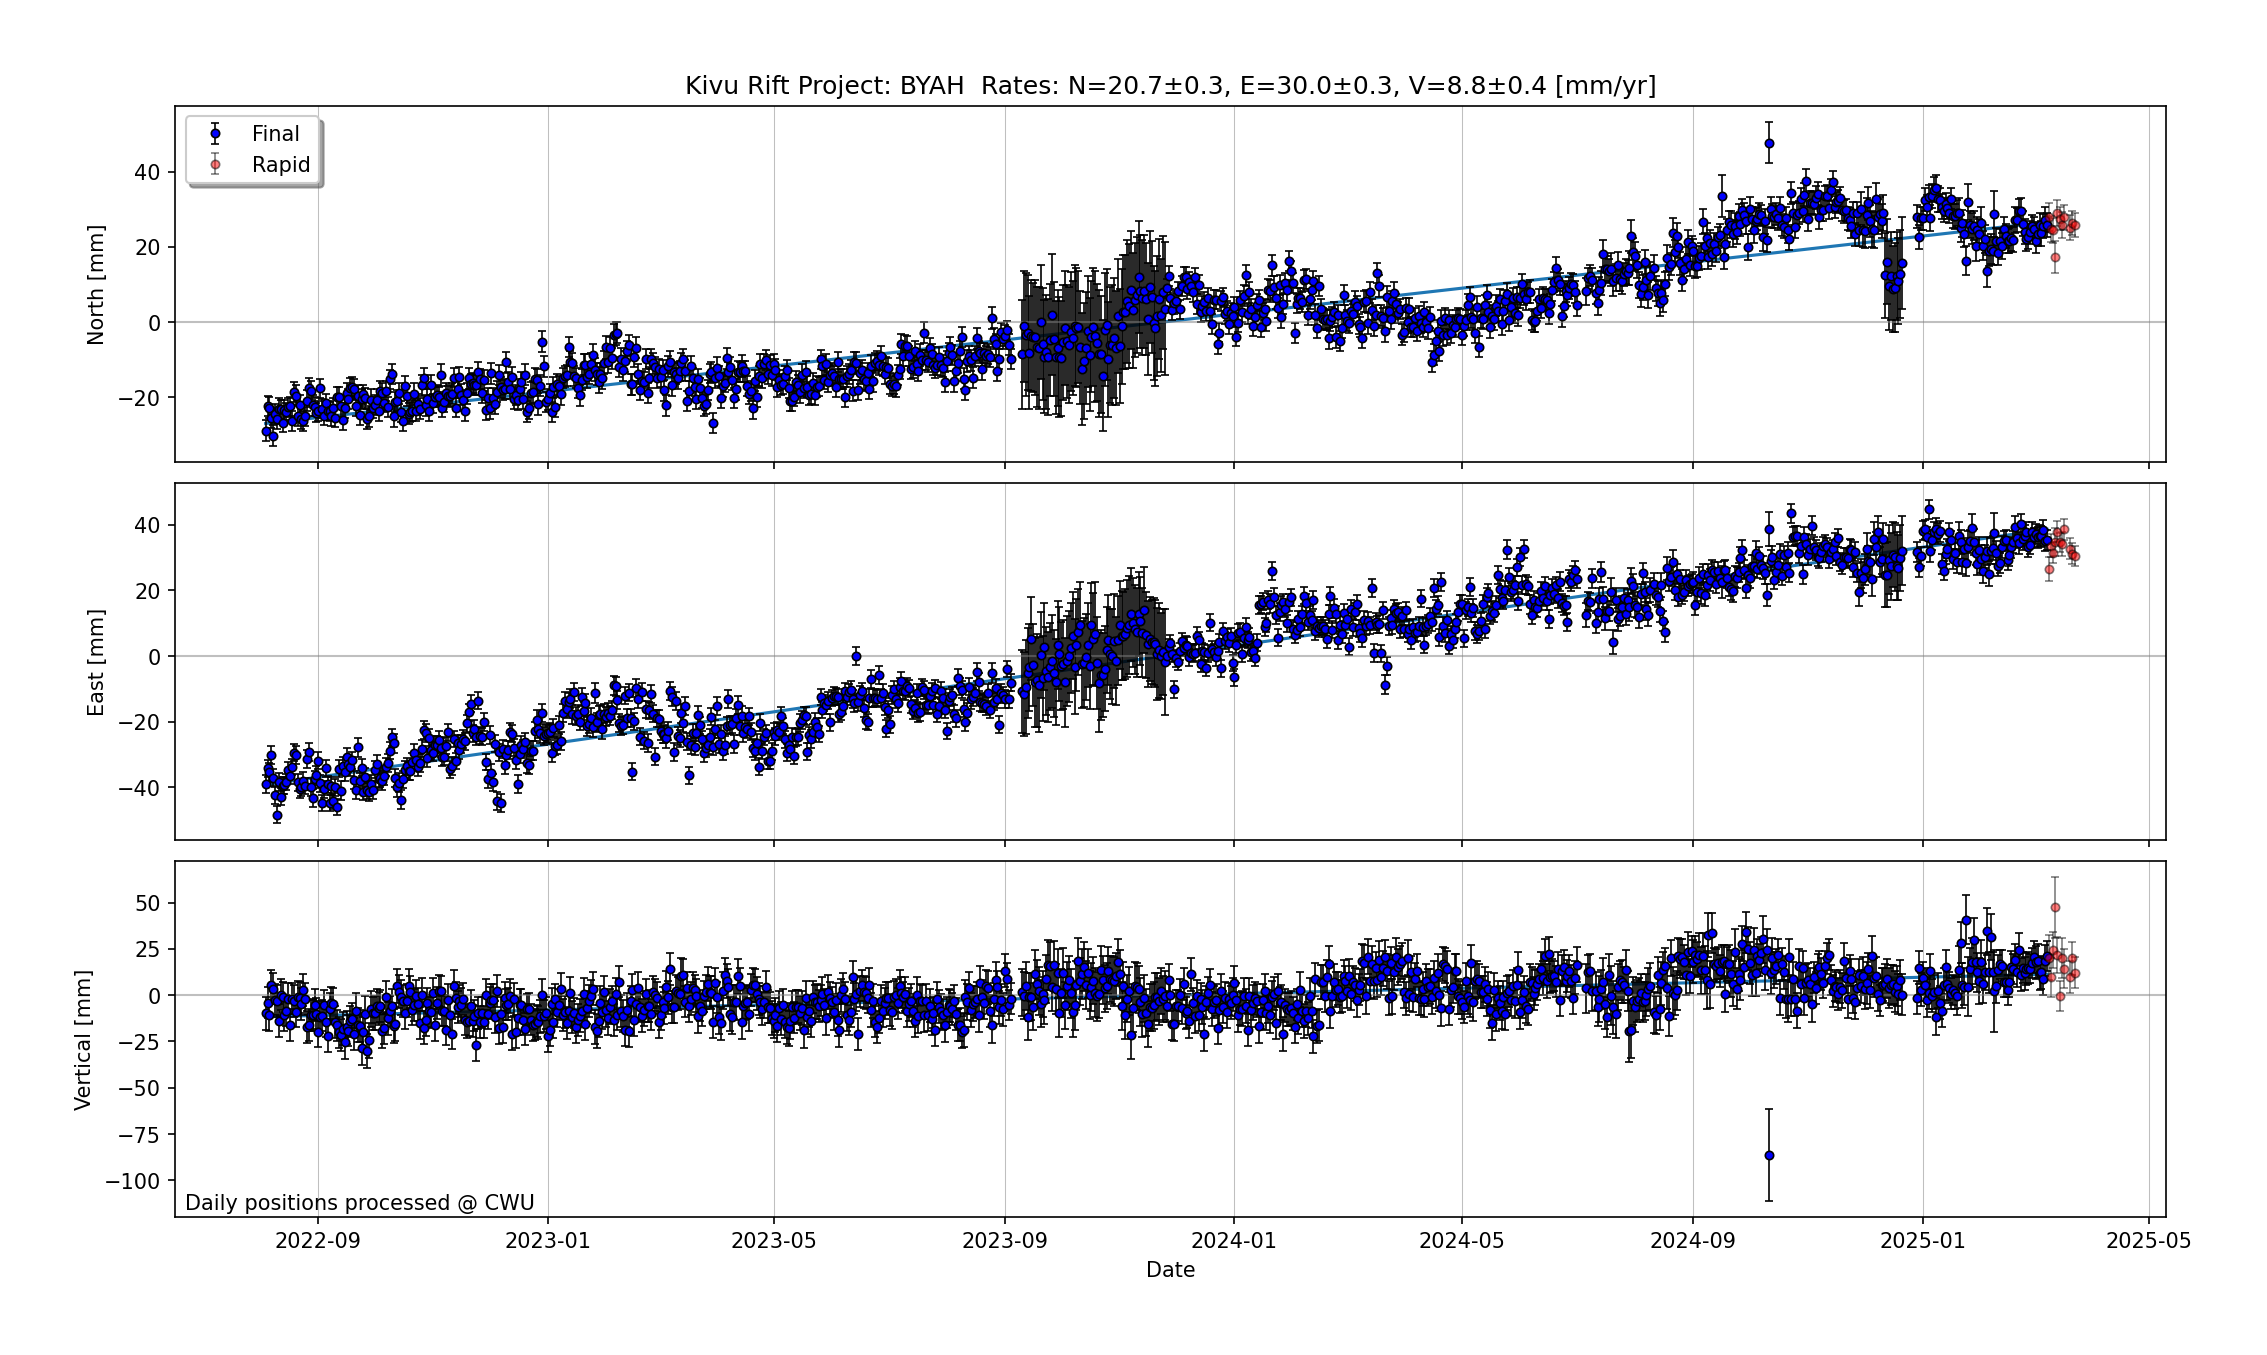 Kivu Rift Project: BYAH  Rates: N=20.7±0.3, E=30.0±0.3, V=8.8±0.4 [mm/yr]
Final
Rapid
North [mm]
40
20
0
−20
East [mm]
40
20
0
−20
−40
Vertical [mm]
50
25
0
−25
−50
−75
−100
Daily positions processed @ CWU
2022-09 2023-01 2023-05 2023-09 2024-01 2024-05 2024-09 2025-01 2025-05
Date